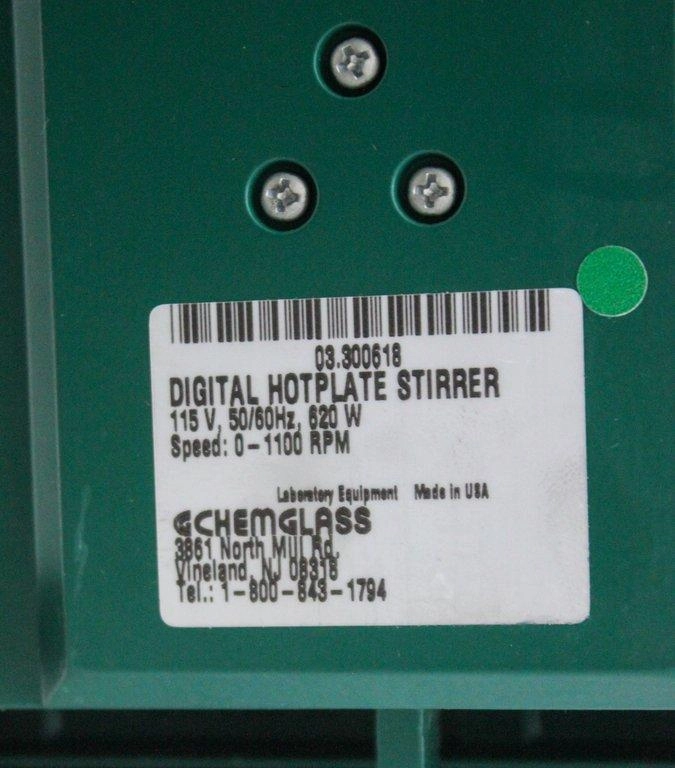 03.300618
DIGITAL HOTPLATE STIRRER
115 V, 50/60Hz, 620 W
Speed: 0-1100 RPM
Laboratory Equipment Made in USA
CHEMGLASS
3861 North Mill Rd.
Vineland, NJ 08318
Tel.: 1-800-843-1794